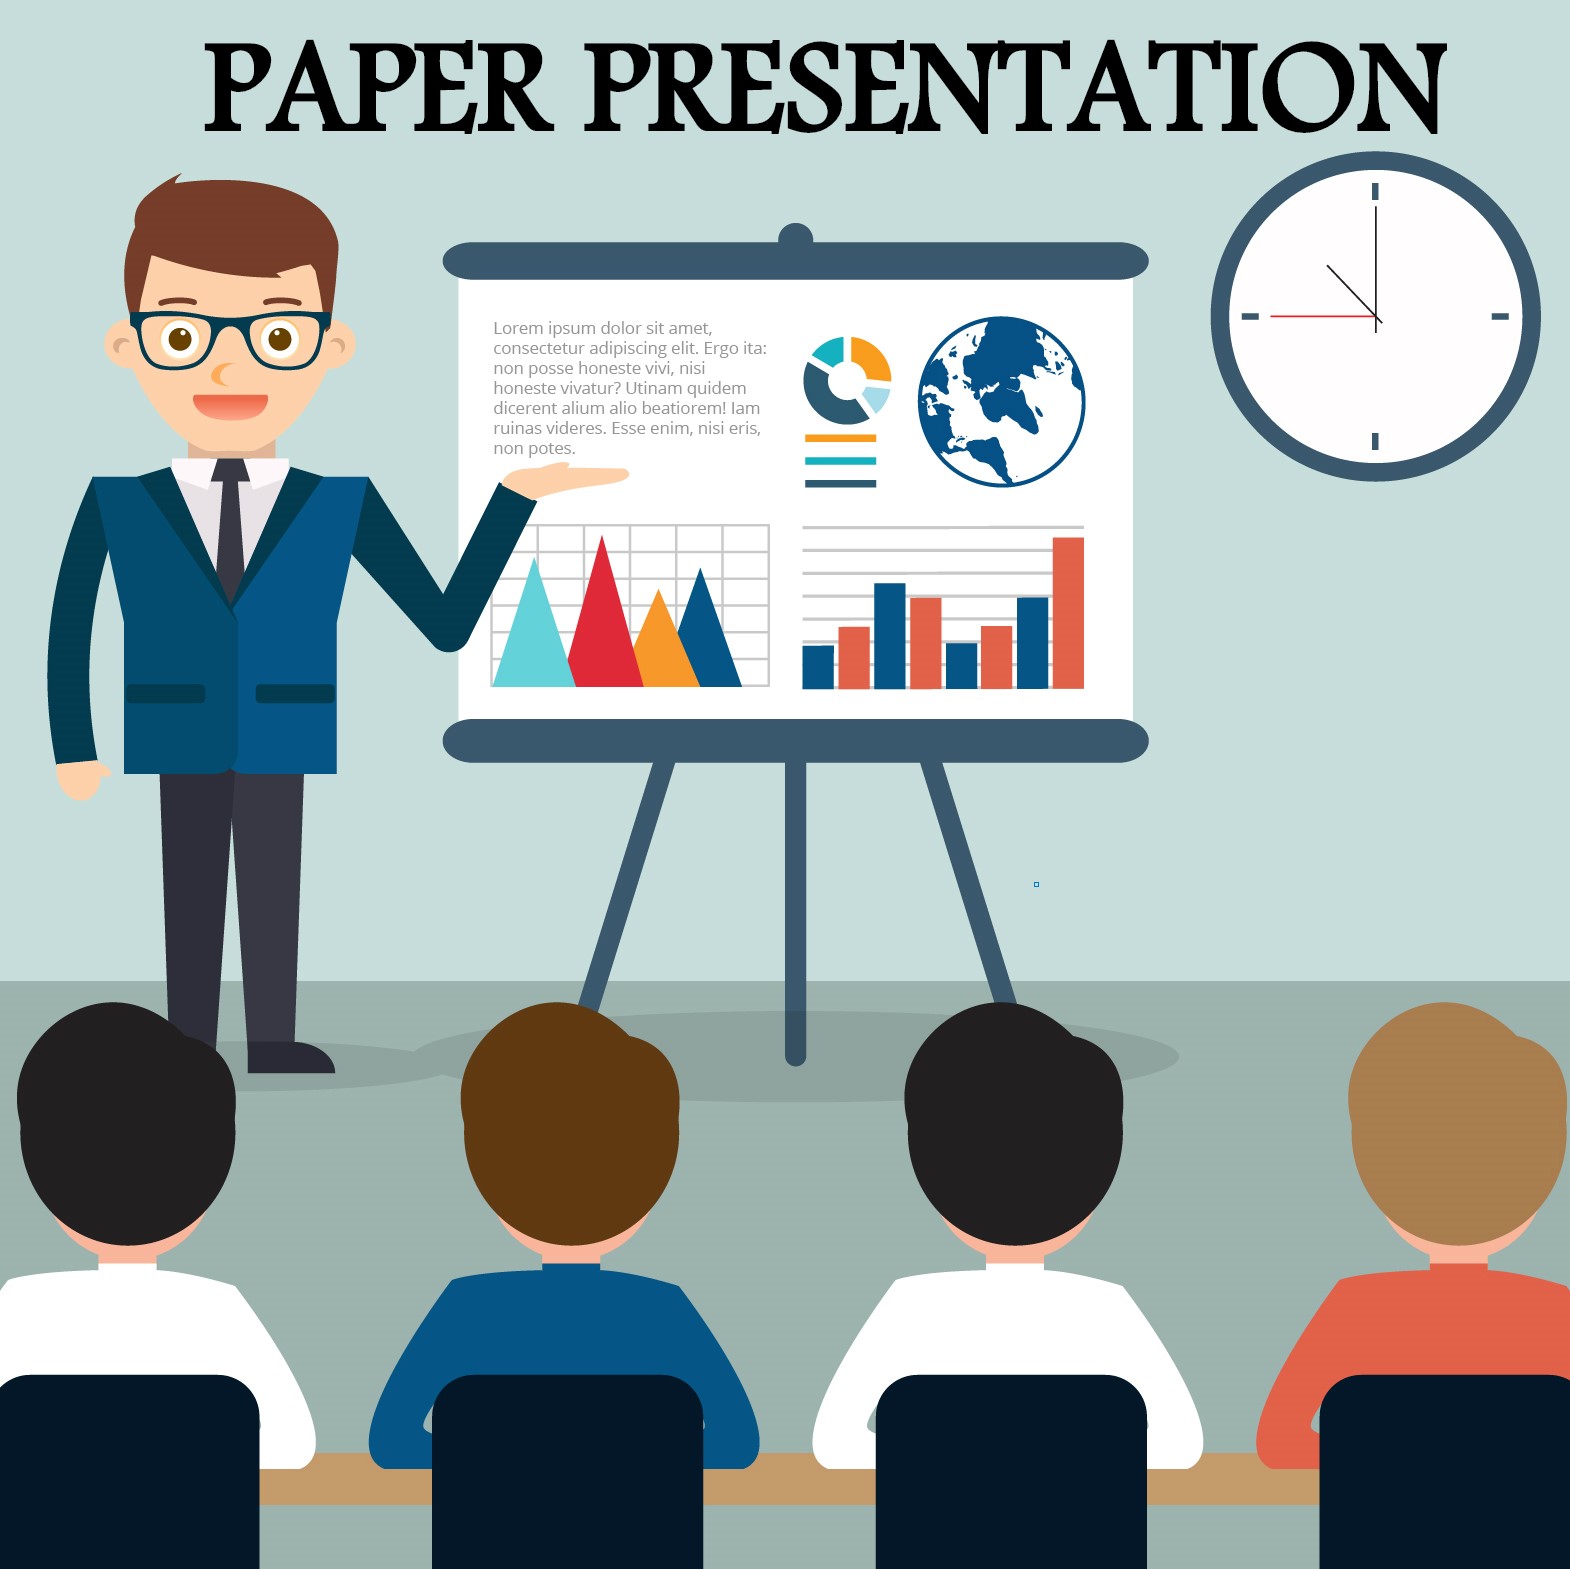 PAPER PRESENTATION
Lorem ipsum dolor sit amet,
consectetur adipiscing elit. Ergo ita:
non posse honeste vivi, nisi
honeste vivatur? Utinam quidem
dicerent alium alio beatiorem! Iam
ruinas videres. Esse enim, nisi eris,
non potes.